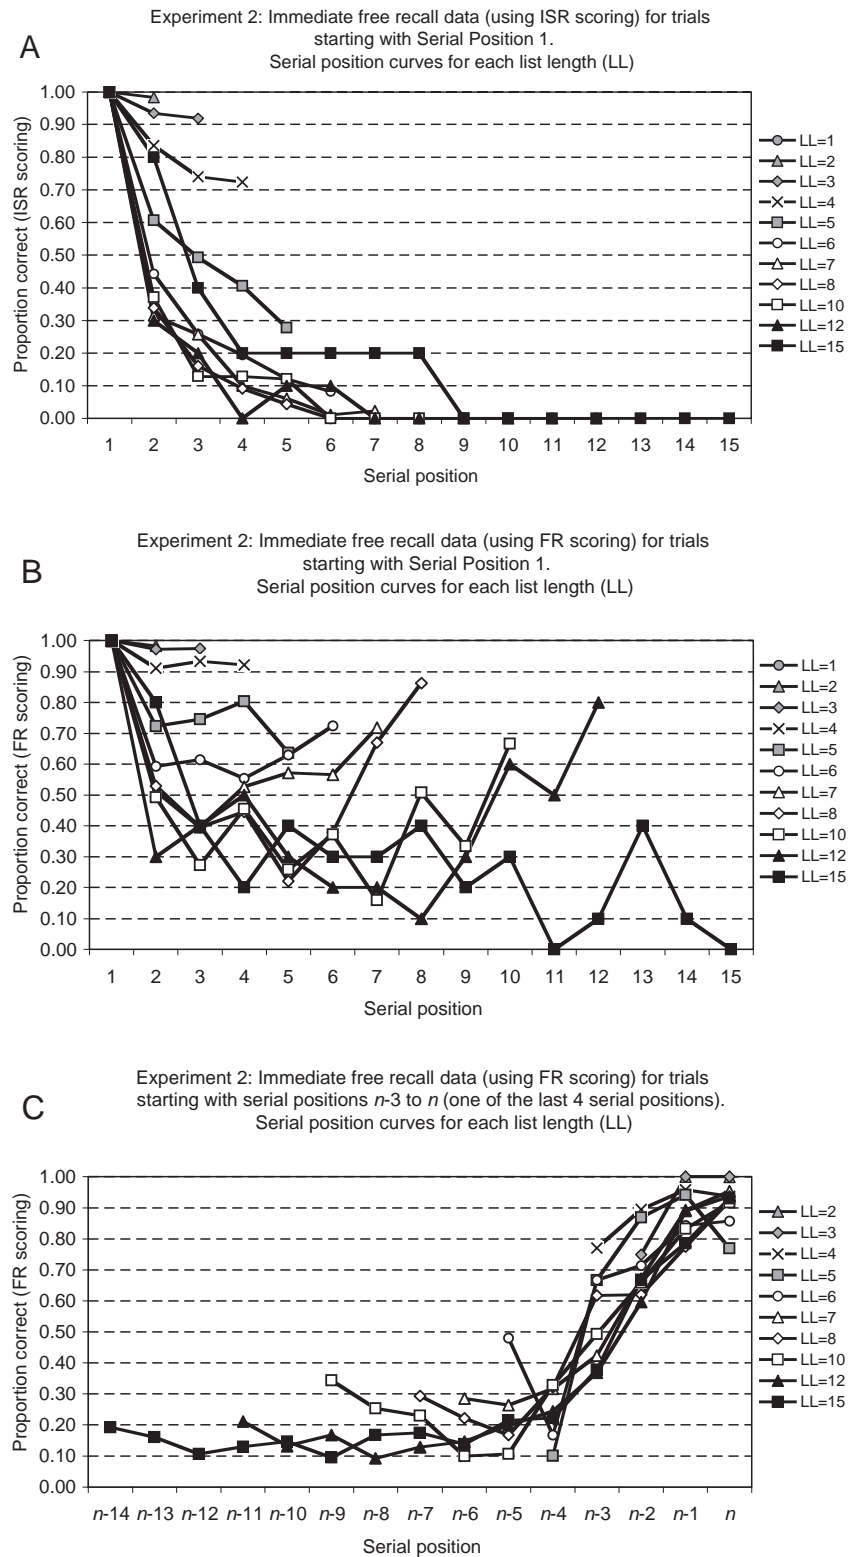 Experiment 2: Immediate free recall data (using ISR scoring) for trials
starting with Serial Position 1.
Serial position curves for each list length (LL)
A
Proportion correct (ISR scoring)
1.00
0.90
0.80
0.70
0.60
0.50
0.40
0.30
0.20
0.10
0.00
1 2 3 4 5 6 7 8 9 10 11 12 13 14 15
Serial position
LL=1
LL=2
LL=3
LL=4
LL=5
LL=6
LL=7
LL=8
LL=10
LL=12
LL=15
Experiment 2: Immediate free recall data (using FR scoring) for trials
starting with Serial Position 1.
Serial position curves for each list length (LL)
B
Proportion correct (FR scoring)
1.00
0.90
0.80
0.70
0.60
0.50
0.40
0.30
0.20
0.10
0.00
1 2 3 4 5 6 7 8 9 10 11 12 13 14 15
Serial position
LL=1
LL=2
LL=3
LL=4
LL=5
LL=6
LL=7
LL=8
LL=10
LL=12
LL=15
Experiment 2: Immediate free recall data (using FR scoring) for trials
starting with serial positions n-3 to n (one of the last 4 serial positions).
Serial position curves for each list length (LL)
C
Proportion correct (FR scoring)
1.00
0.90
0.80
0.70
0.60
0.50
0.40
0.30
0.20
0.10
0.00
n-14 n-13 n-12 n-11 n-10 n-9 n-8 n-7 n-6 n-5 n-4 n-3 n-2 n-1 n
Serial position
LL=2
LL=3
LL=4
LL=5
LL=6
LL=7
LL=8
LL=10
LL=12
LL=15